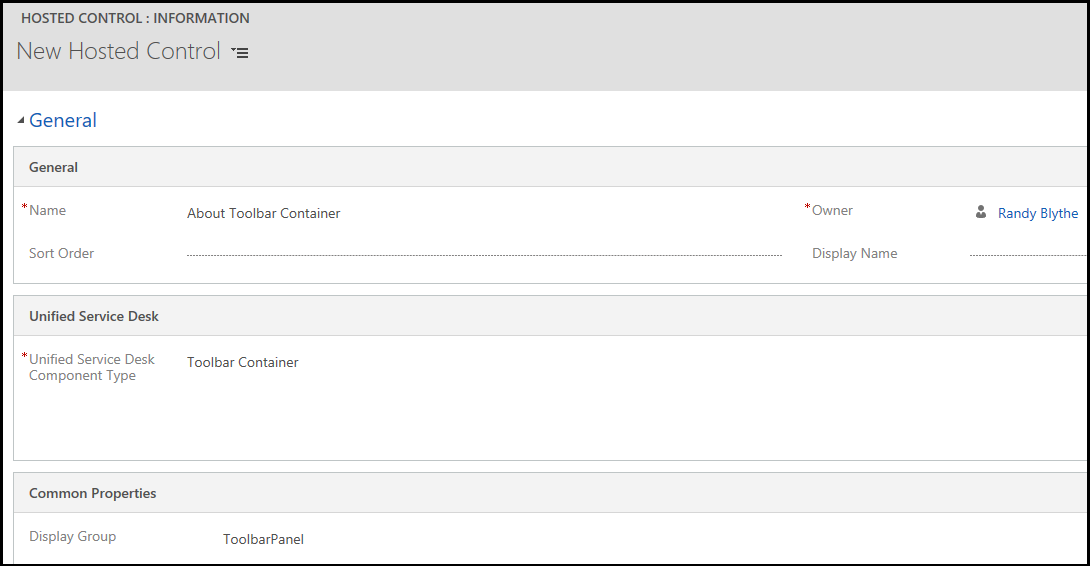 HOSTED CONTROL : INFORMATION
New Hosted Control
General
General
*Name About Toolbar Container *Owner Randy Blythe
Sort Order Display Name
Unified Service Desk
*Unified Service Desk Toolbar Container
Component Type
Common Properties
Display Group ToolbarPanel